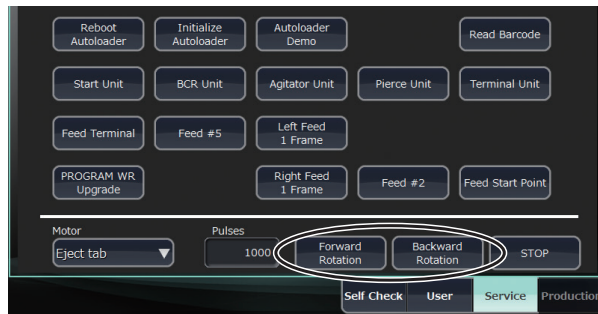 Reboot
Autoloader
Initialize
Autoloader
Autoloader
Demo
Read Barcode
Start Unit
BCR Unit
Agitator Unit
Pierce Unit
Terminal Unit
Feed Terminal
Feed #5
Left Feed
1 Frame
PROGRAM WR
Upgrade
Right Feed
1 Frame
Feed #2
Feed Start Point
Motor
Pulses
Eject tab
1000
Forward
Rotation
Backward
Rotation
STOP
Self Check
User
Service
Production